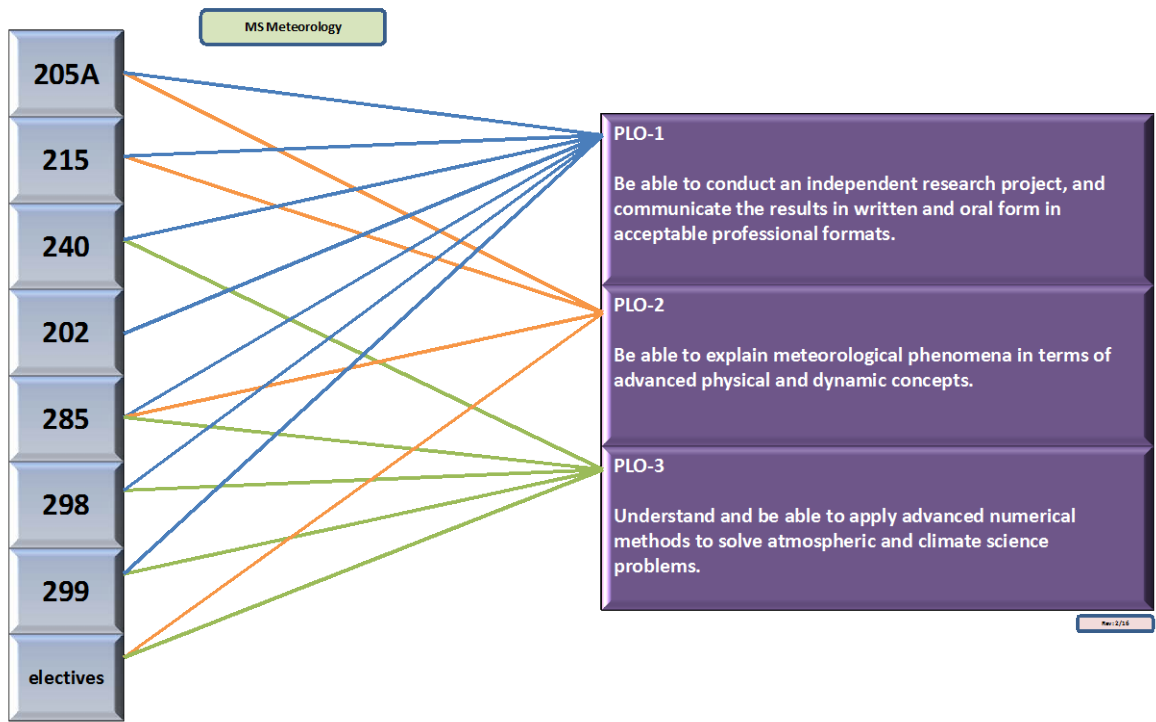 MS Meteorology
205A
215
240
202
285
298
299
electives
PLO-1
Be able to conduct an independent research project, and
communicate the results in written and oral form in
acceptable professional formats.
PLO-2
Be able to explain meteorological phenomena in terms of
advanced physical and dynamic concepts.
PLO-3
Understand and be able to apply advanced numerical
methods to solve atmospheric and climate science
problems.
Rev: 2/16